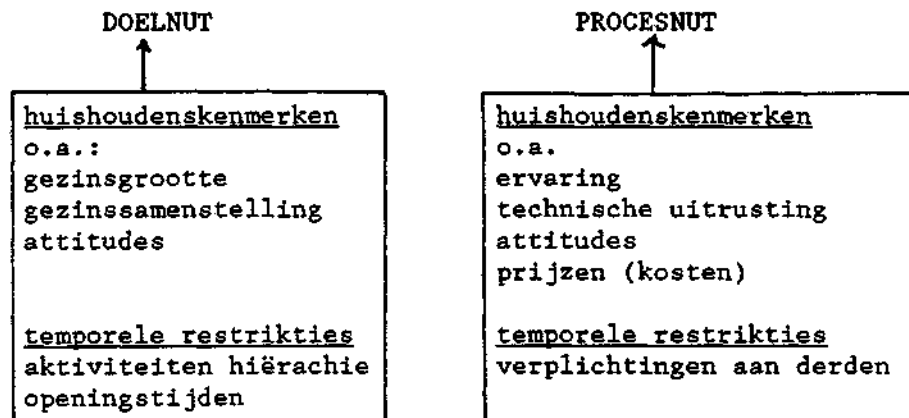 DOELNUT
huishoudenskenmerken
o.a.:
gezinsgrootte
gezinssamenstelling
attitudes
temporele restrikties
aktiviteiten hiërachie
openingstijden
PROCESNUT
huishoudenskenmerken
o.a.
ervaring
technische uitrusting
attitudes
prijzen (kosten)
temporele restrikties
verplichtingen aan derden